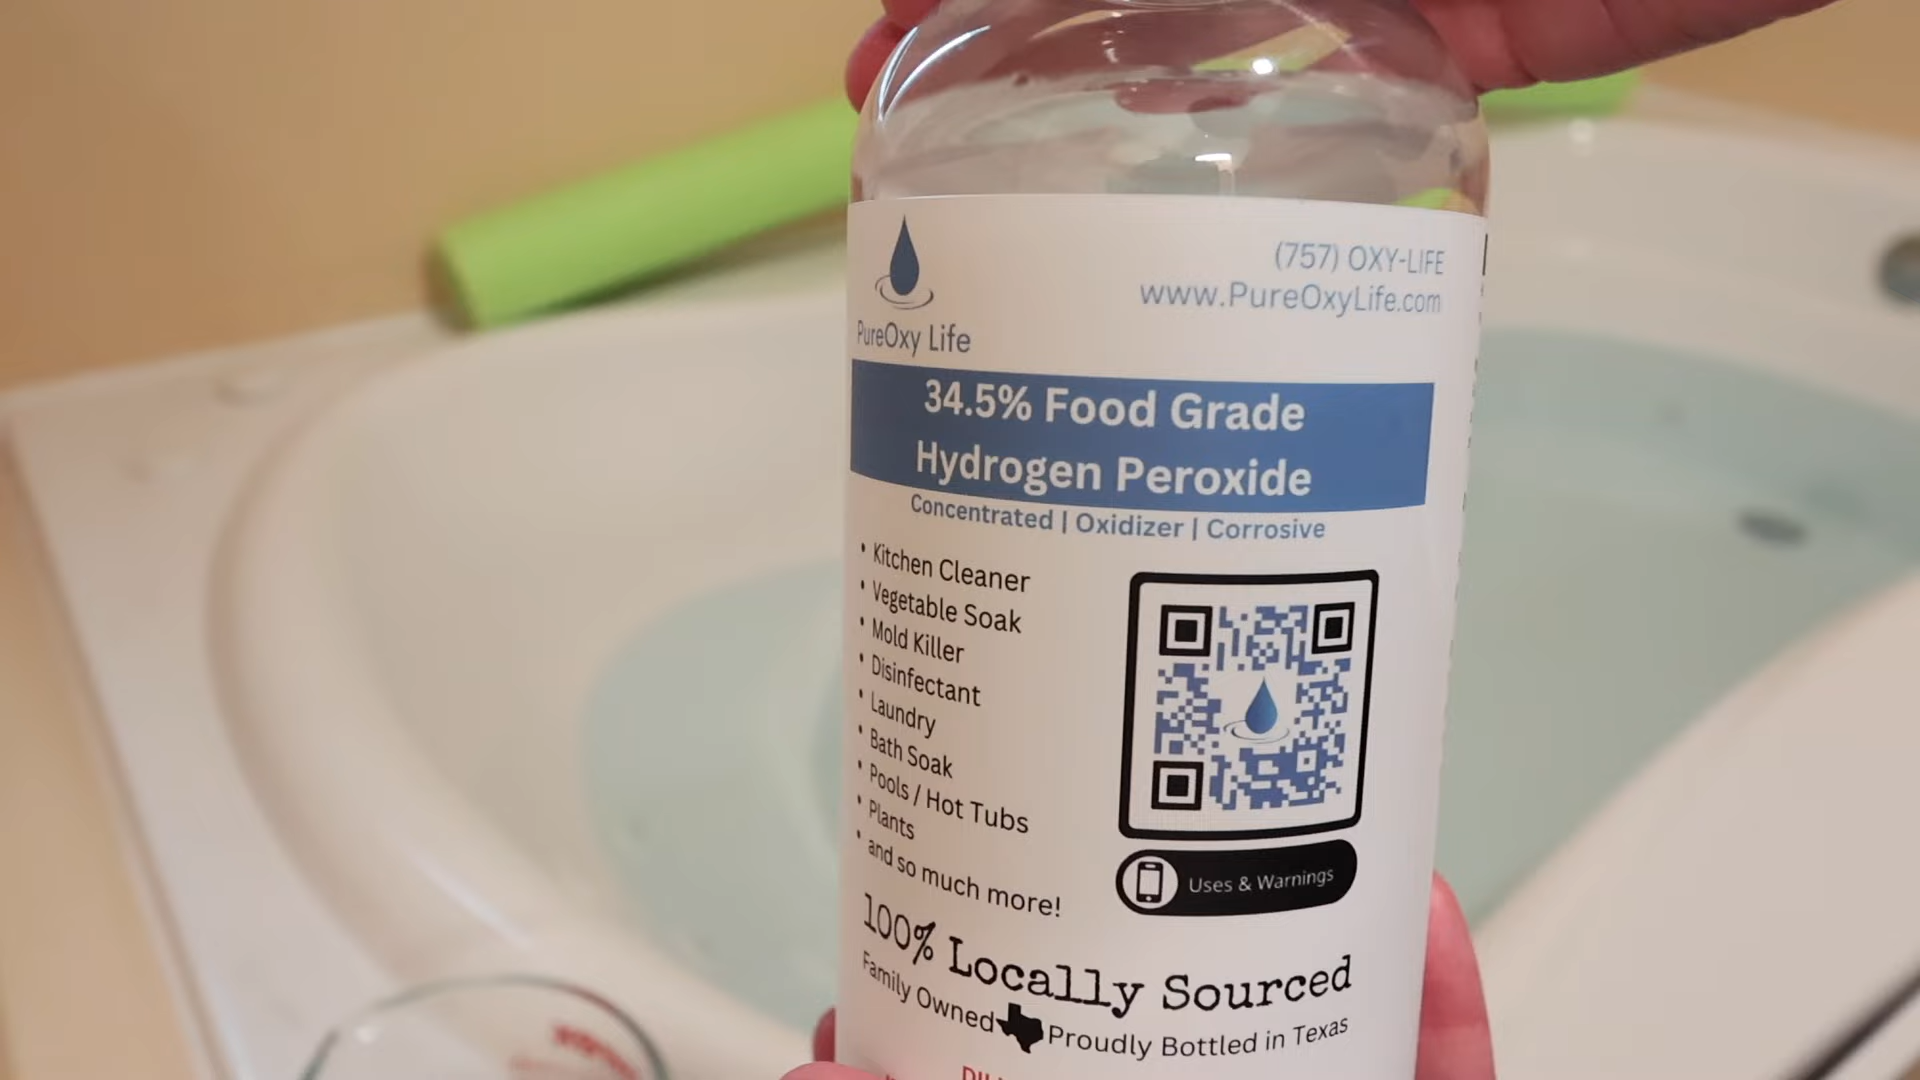 (757) OXY-LIFE
www.PureOxyLife.com
PureOxy Life
34.5% Food Grade
Hydrogen Peroxide
Concentrated | Oxidizer | Corrosive
• Kitchen Cleaner
• Vegetable Soak
• Mold Killer
• Disinfectant
• Laundry
• Bath Soak
• Pools / Hot Tubs
• Plants
• and so much more!
Uses & Warnings
100% Locally Sourced
Family Owned Proudly Bottled in Texas